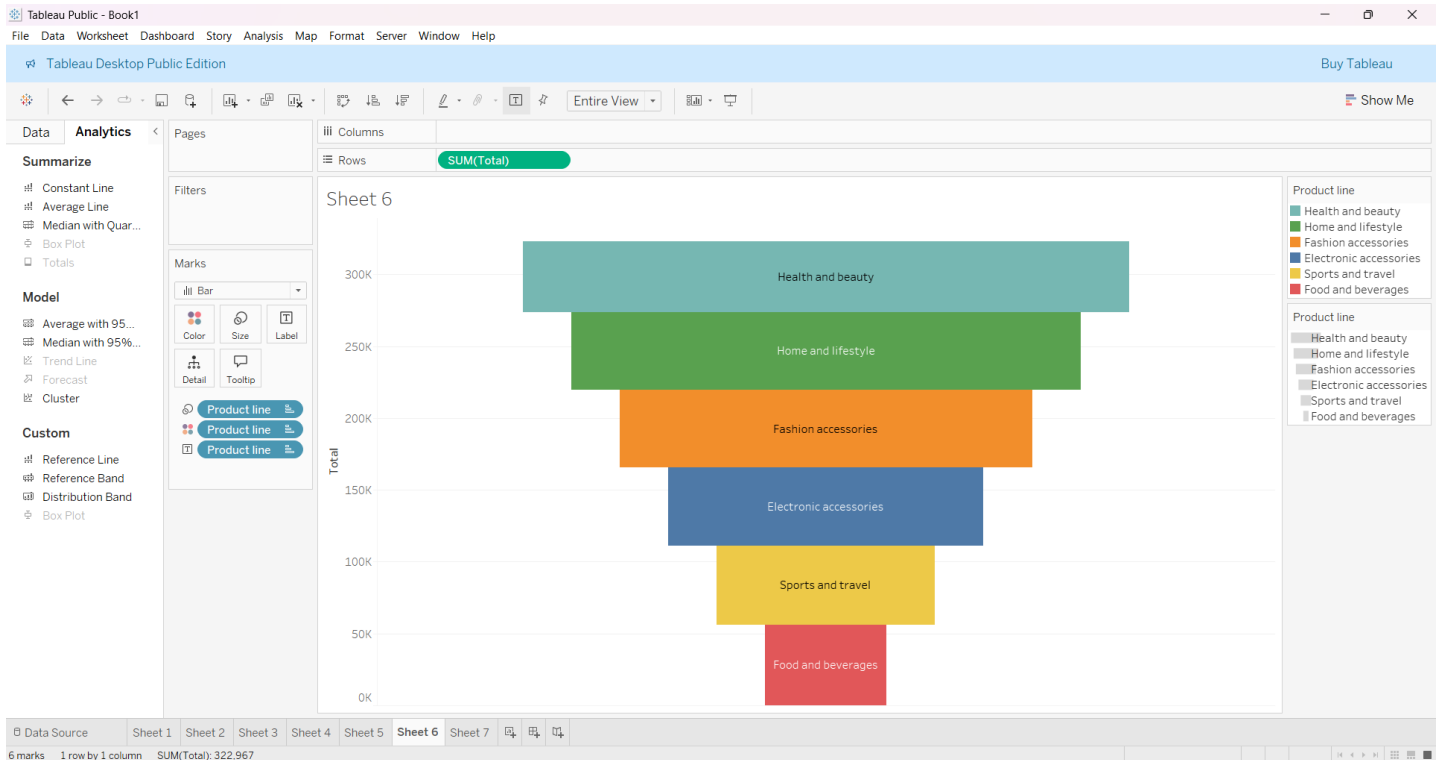 Tableau Public - Book1
File Data Worksheet Dashboard Story Analysis Map Format Server Window Help
Tableau Desktop Public Edition
Buy Tableau
Entire View
Show Me
Data Analytics
Summarize
Constant Line
Average Line
Median with Quar...
Box Plot
Totals
Model
Average with 95...
Median with 95%...
Trend Line
Forecast
Cluster
Custom
Reference Line
Reference Band
Distribution Band
Box Plot
Pages
Filters
Marks
Bar
Color Size Label
Detail Tooltip
Product line
Product line
Product line
Columns
Rows SUM(Total)
Sheet 6
Total
300K
250K
200K
150K
100K
50K
0K
Health and beauty
Home and lifestyle
Fashion accessories
Electronic accessories
Sports and travel
Food and beverages
Product line
Health and beauty
Home and lifestyle
Fashion accessories
Electronic accessories
Sports and travel
Food and beverages
Product line
Health and beauty
Home and lifestyle
Fashion accessories
Electronic accessories
Sports and travel
Food and beverages
Data Source Sheet 1 Sheet 2 Sheet 3 Sheet 4 Sheet 5 Sheet 6 Sheet 7
6 marks 1 row by 1 column SUM(Total): 322,967